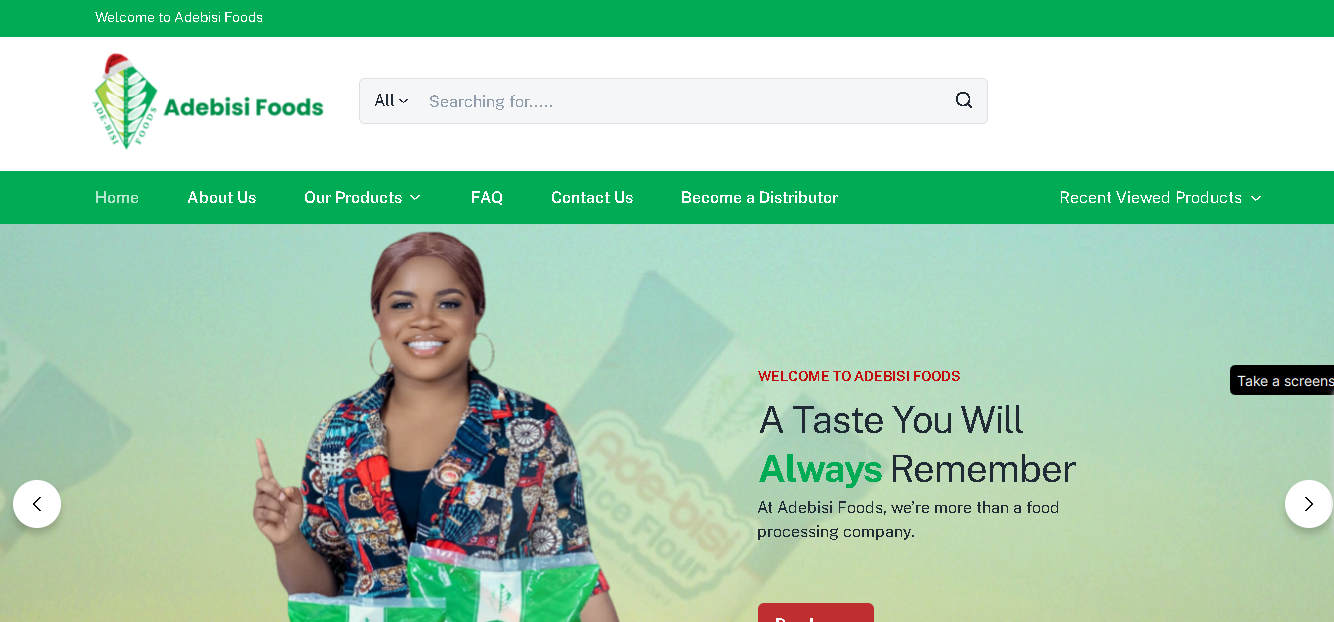 Welcome to Adebisi Foods
ADE-BISI FOODS
Adebisi Foods
All
Searching for.....
Home
About Us
Our Products
FAQ
Contact Us
Become a Distributor
Recent Viewed Products
WELCOME TO ADEBISI FOODS
Take a screens
A Taste You Will
Always Remember
At Adebisi Foods, we’re more than a food
processing company.
Ade-bisi
Rice Flour